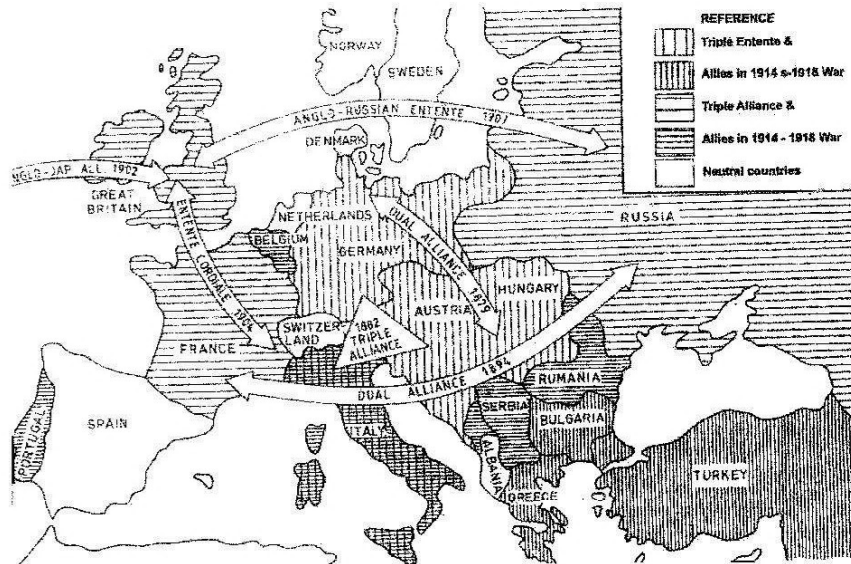 REFERENCE
Triple Entente &
Allies in 1914 s-1918 War
Triple Alliance &
Allies in 1914 - 1918 War
Neutral countries
NORWAY
SWEDEN
ANGLO-RUSSIAN ENTENTE 1907
DENMARK
NGLO-JAP ALL. 1902
GREAT
BRITAIN
ENTENTE CORDIALE 1904
NETHERLANDS
BELGIUM
GERMANY
DUAL ALLIANCE 1879
RUSSIA
HUNGARY
AUSTRIA
SWITZER-
LAND
1882
TRIPLE
ALLIANCE
FRANCE
DUAL ALLIANCE 1894
RUMANIA
SERBIA
BULGARIA
ITALY
ALBANIA
GREECE
TURKEY
SPAIN
PORTUGAL